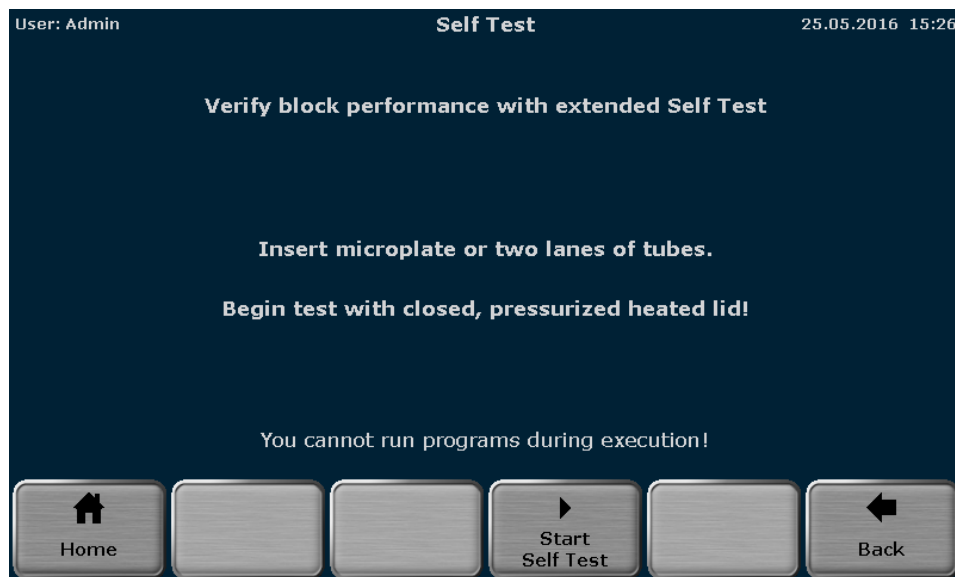 User: Admin
Self Test
25.05.2016 15:26
Verify block performance with extended Self Test
Insert microplate or two lanes of tubes.
Begin test with closed, pressurized heated lid!
You cannot run programs during execution!
Home
Start
Self Test
Back